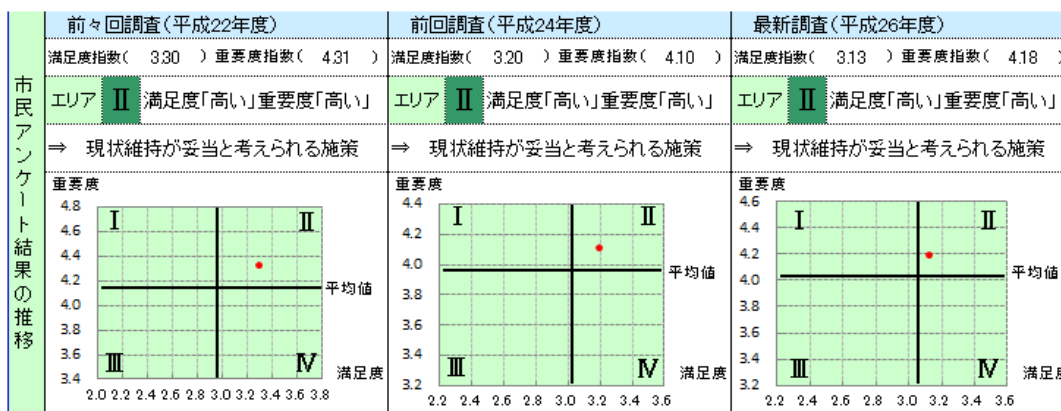 市民アンケート結果の推移
前々回調査(平成22年度)
満足度指数( 3.30 ) 重要度指数( 4.31 )
エリア Ⅱ 満足度「高い」重要度「高い」
⇒ 現状維持が妥当と考えられる施策
重要度
4.8
4.6
4.4
4.2
4.0
3.8
3.6
3.4
Ⅰ Ⅱ
Ⅲ Ⅳ
平均値
満足度
2.0 2.2 2.4 2.6 2.8 3.0 3.2 3.4 3.6 3.8
前回調査(平成24年度)
満足度指数( 3.20 ) 重要度指数( 4.10 )
エリア Ⅱ 満足度「高い」重要度「高い」
⇒ 現状維持が妥当と考えられる施策
重要度
4.4
4.2
4.0
3.8
3.6
3.4
3.2
Ⅰ Ⅱ
Ⅲ Ⅳ
平均値
満足度
2.2 2.4 2.6 2.8 3.0 3.2 3.4 3.6
最新調査(平成26年度)
満足度指数( 3.13 ) 重要度指数( 4.18 )
エリア Ⅱ 満足度「高い」重要度「高い」
⇒ 現状維持が妥当と考えられる施策
重要度
4.6
4.4
4.2
4.0
3.8
3.6
3.4
3.2
Ⅰ Ⅱ
Ⅲ Ⅳ
平均値
満足度
2.2 2.4 2.6 2.8 3.0 3.2 3.4 3.6